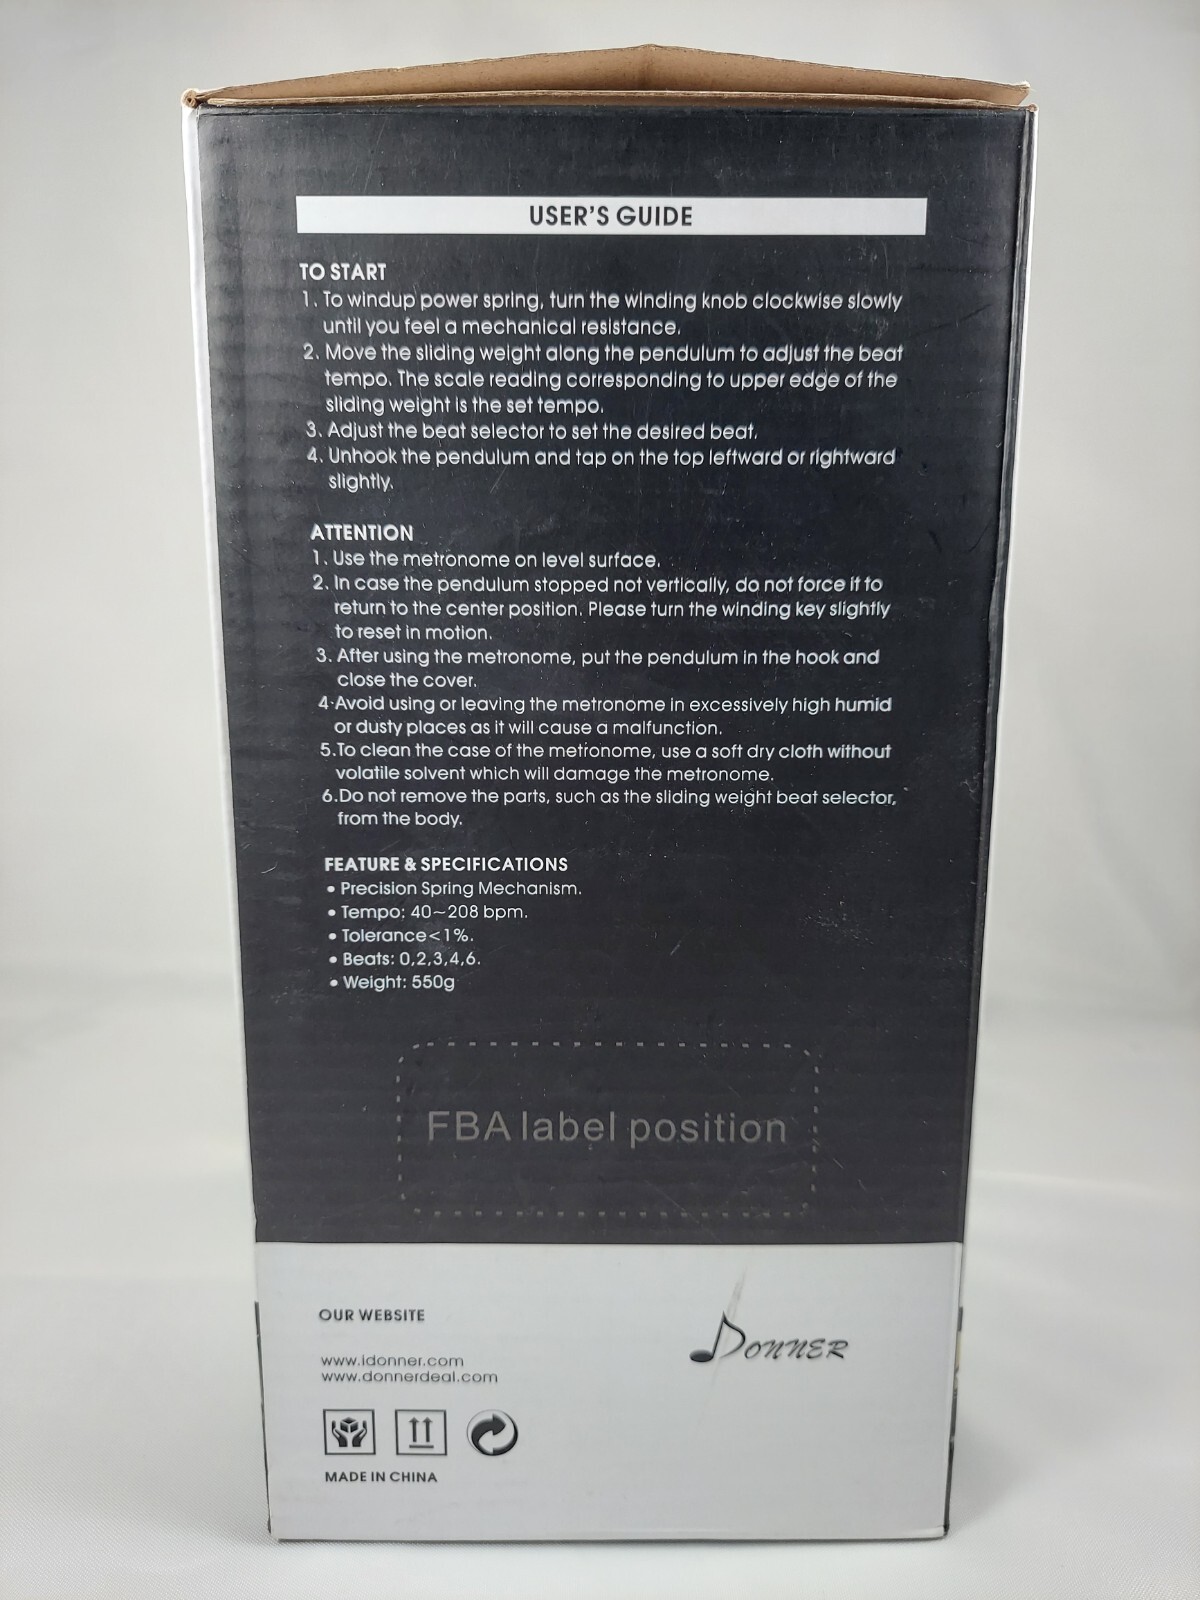 USER'S GUIDE
TO START
1. To windup power spring, turn the winding knob clockwise slowly
until you feel a mechanical resistance.
2. Move the sliding weight along the pendulum to adjust the beat
tempo. The scale reading corresponding to upper edge of the
sliding weight is the set tempo.
3. Adjust the beat selector to set the desired beat.
4. Unhook the pendulum and tap on the top leftward or rightward
slightly.
ATTENTION
1. Use the metronome on level surface.
2. In case the pendulum stopped not vertically, do not force it to
return to the center position. Please turn the winding key slightly
to reset in motion.
3. After using the metronome, put the pendulum in the hook and
close the cover.
4.Avoid using or leaving the metronome in excessively high humid
or dusty places as it will cause a malfunction.
5.To clean the case of the metronome, use a soft dry cloth without
volatile solvent which will damage the metronome.
6.Do not remove the parts, such as the sliding weight beat selector,
from the body.
FEATURE & SPECIFICATIONS
• Precision Spring Mechanism.
• Tempo: 40~208 bpm.
• Tolerance<1%.
• Beats: 0,2,3,4,6.
• Weight: 550g
FBA label position
OUR WEBSITE
DONNER
www.idonner.com
www.donnerdeal.com
MADE IN CHINA